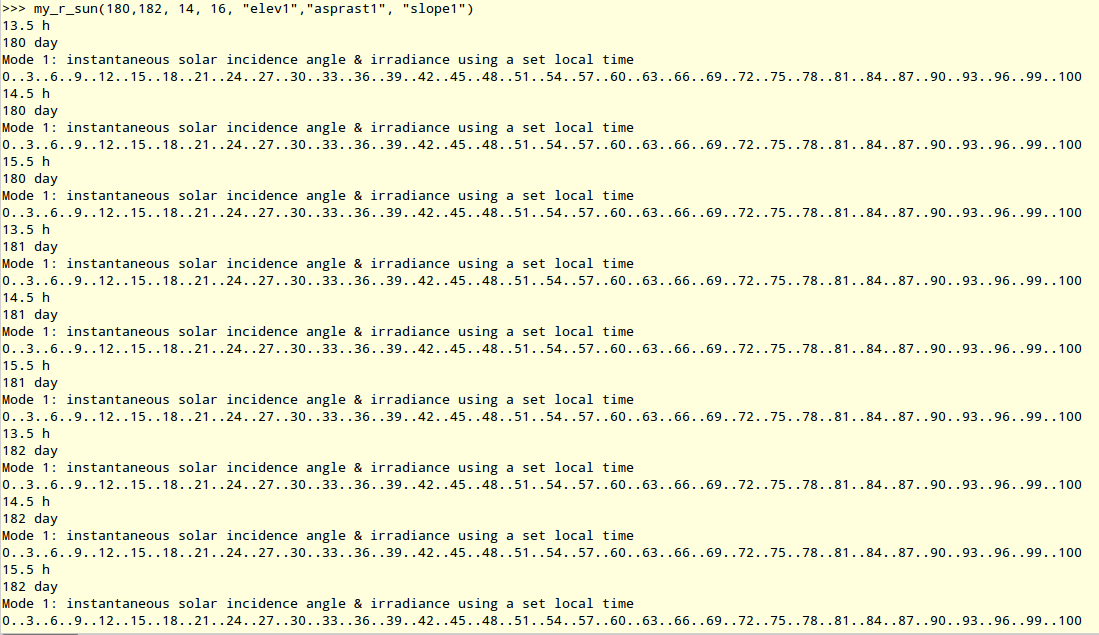 >>> my_r_sun(180,182, 14, 16, "elev1","asprast1", "slope1")
13.5 h
180 day
Mode 1: instantaneous solar incidence angle & irradiance using a set local time
0..3..6..9..12..15..18..21..24..27..30..33..36..39..42..45..48..51..54..57..60..63..66..69..72..75..78..81..84..87..90..93..96..99..100
14.5 h
180 day
Mode 1: instantaneous solar incidence angle & irradiance using a set local time
0..3..6..9..12..15..18..21..24..27..30..33..36..39..42..45..48..51..54..57..60..63..66..69..72..75..78..81..84..87..90..93..96..99..100
15.5 h
180 day
Mode 1: instantaneous solar incidence angle & irradiance using a set local time
0..3..6..9..12..15..18..21..24..27..30..33..36..39..42..45..48..51..54..57..60..63..66..69..72..75..78..81..84..87..90..93..96..99..100
13.5 h
181 day
Mode 1: instantaneous solar incidence angle & irradiance using a set local time
0..3..6..9..12..15..18..21..24..27..30..33..36..39..42..45..48..51..54..57..60..63..66..69..72..75..78..81..84..87..90..93..96..99..100
14.5 h
181 day
Mode 1: instantaneous solar incidence angle & irradiance using a set local time
0..3..6..9..12..15..18..21..24..27..30..33..36..39..42..45..48..51..54..57..60..63..66..69..72..75..78..81..84..87..90..93..96..99..100
15.5 h
181 day
Mode 1: instantaneous solar incidence angle & irradiance using a set local time
0..3..6..9..12..15..18..21..24..27..30..33..36..39..42..45..48..51..54..57..60..63..66..69..72..75..78..81..84..87..90..93..96..99..100
13.5 h
182 day
Mode 1: instantaneous solar incidence angle & irradiance using a set local time
0..3..6..9..12..15..18..21..24..27..30..33..36..39..42..45..48..51..54..57..60..63..66..69..72..75..78..81..84..87..90..93..96..99..100
14.5 h
182 day
Mode 1: instantaneous solar incidence angle & irradiance using a set local time
0..3..6..9..12..15..18..21..24..27..30..33..36..39..42..45..48..51..54..57..60..63..66..69..72..75..78..81..84..87..90..93..96..99..100
15.5 h
182 day
Mode 1: instantaneous solar incidence angle & irradiance using a set local time
0..3..6..9..12..15..18..21..24..27..30..33..36..39..42..45..48..51..54..57..60..63..66..69..72..75..78..81..84..87..90..93..96..99..100